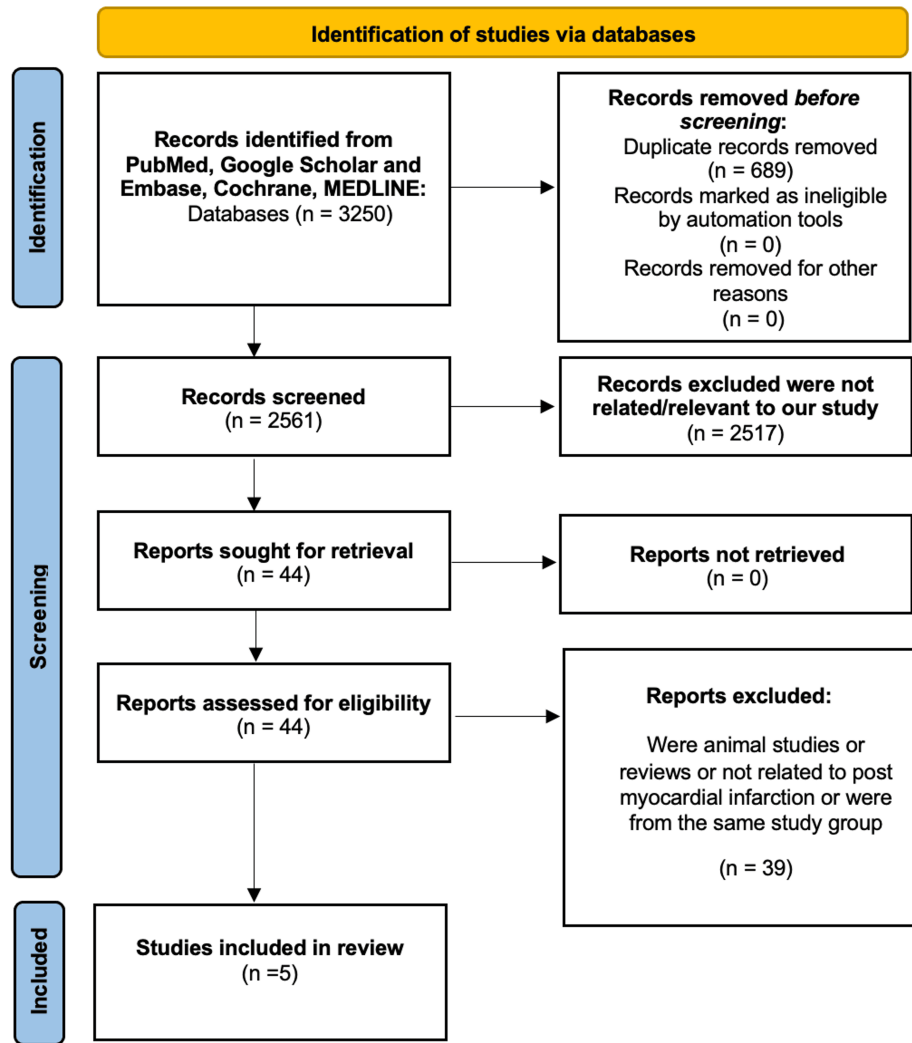 Identification of studies via databases
Identification
Records identified from
PubMed, Google Scholar and
Embase, Cochrane, MEDLINE:
Databases (n = 3250)
Records removed before
screening:
Duplicate records removed
(n = 689)
Records marked as ineligible
by automation tools
(n = 0)
Records removed for other
reasons
(n = 0)
Screening
Records screened
(n = 2561)
Records excluded were not
related/relevant to our study
(n = 2517)
Reports sought for retrieval
(n = 44)
Reports not retrieved
(n = 0)
Reports assessed for eligibility
(n = 44)
Reports excluded:
Were animal studies or
reviews or not related to post
myocardial infarction or were
from the same study group
(n = 39)
Included
Studies included in review
(n =5)